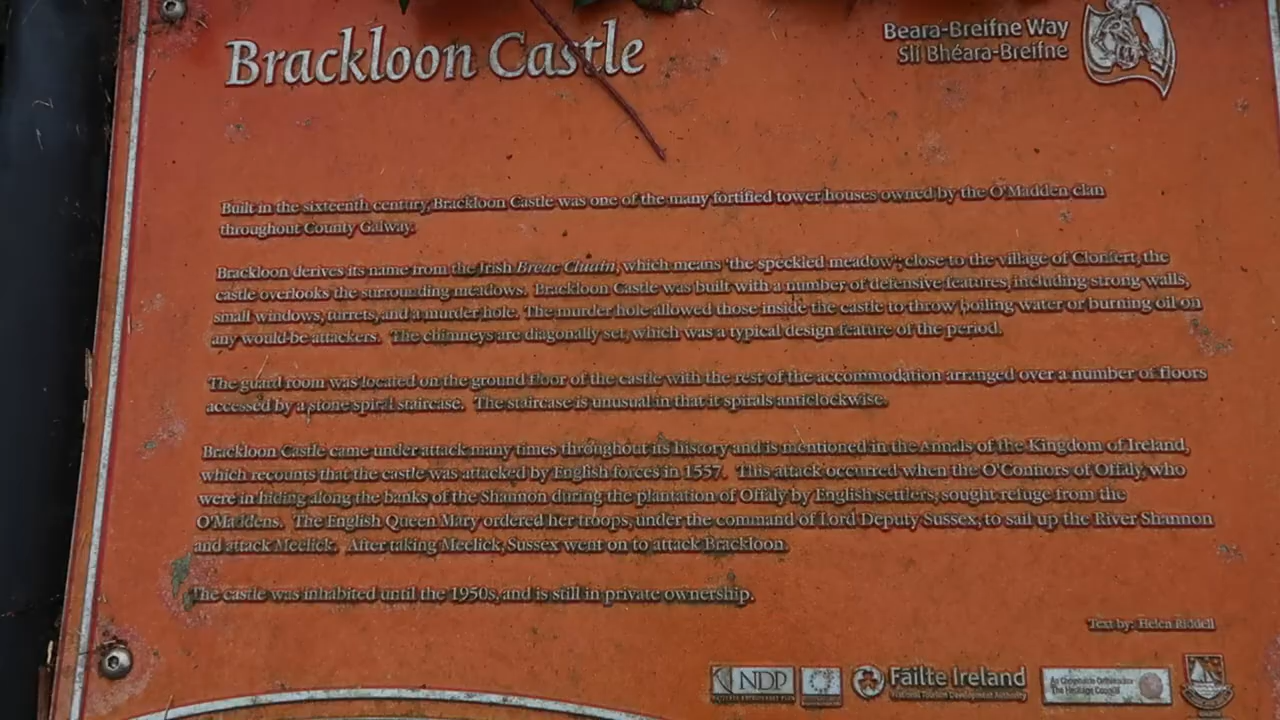 Brackloon Castle
Beara-Breifne Way
Slí Bhéara-Breifne
Built in the sixteenth century, Brackloon Castle was one of the many fortified tower houses owned by the O'Madden clan
throughout County Galway.
Brackloon derives its name from the Irish Breac Cluain, which means 'the speckled meadow'; close to the village of Clonfert, the
castle overlooks the surrounding meadows. Brackloon Castle was built with a number of defensive features, including strong walls,
small windows, turrets, and a murder hole. The murder hole allowed those inside the castle to throw boiling water or burning oil on
any would-be attackers. The chimneys are diagonally set, which was a typical design feature of the period.
The guard room was located on the ground floor of the castle with the rest of the accommodation arranged over a number of floors
accessed by a stone spiral staircase. The staircase is unusual in that it spirals anticlockwise.
Brackloon Castle came under attack many times throughout its history and is mentioned in the Annals of the Kingdom of Ireland,
which recounts that the castle was attacked by English forces in 1557. This attack occurred when the O'Connors of Offaly, who
were in hiding along the banks of the Shannon during the plantation of Offaly by English settlers, sought refuge from the
O'Maddens. The English Queen Mary ordered her troops, under the command of Lord Deputy Sussex, to sail up the River Shannon
and attack Meelick. After taking Meelick, Sussex went on to attack Brackloon.
The castle was inhabited until the 1950s, and is still in private ownership.
Text by: Helen Riddell
NDP
Fáilte Ireland
National Tourism Development Authority
An Chomhairle Oidhreachta
The Heritage Council